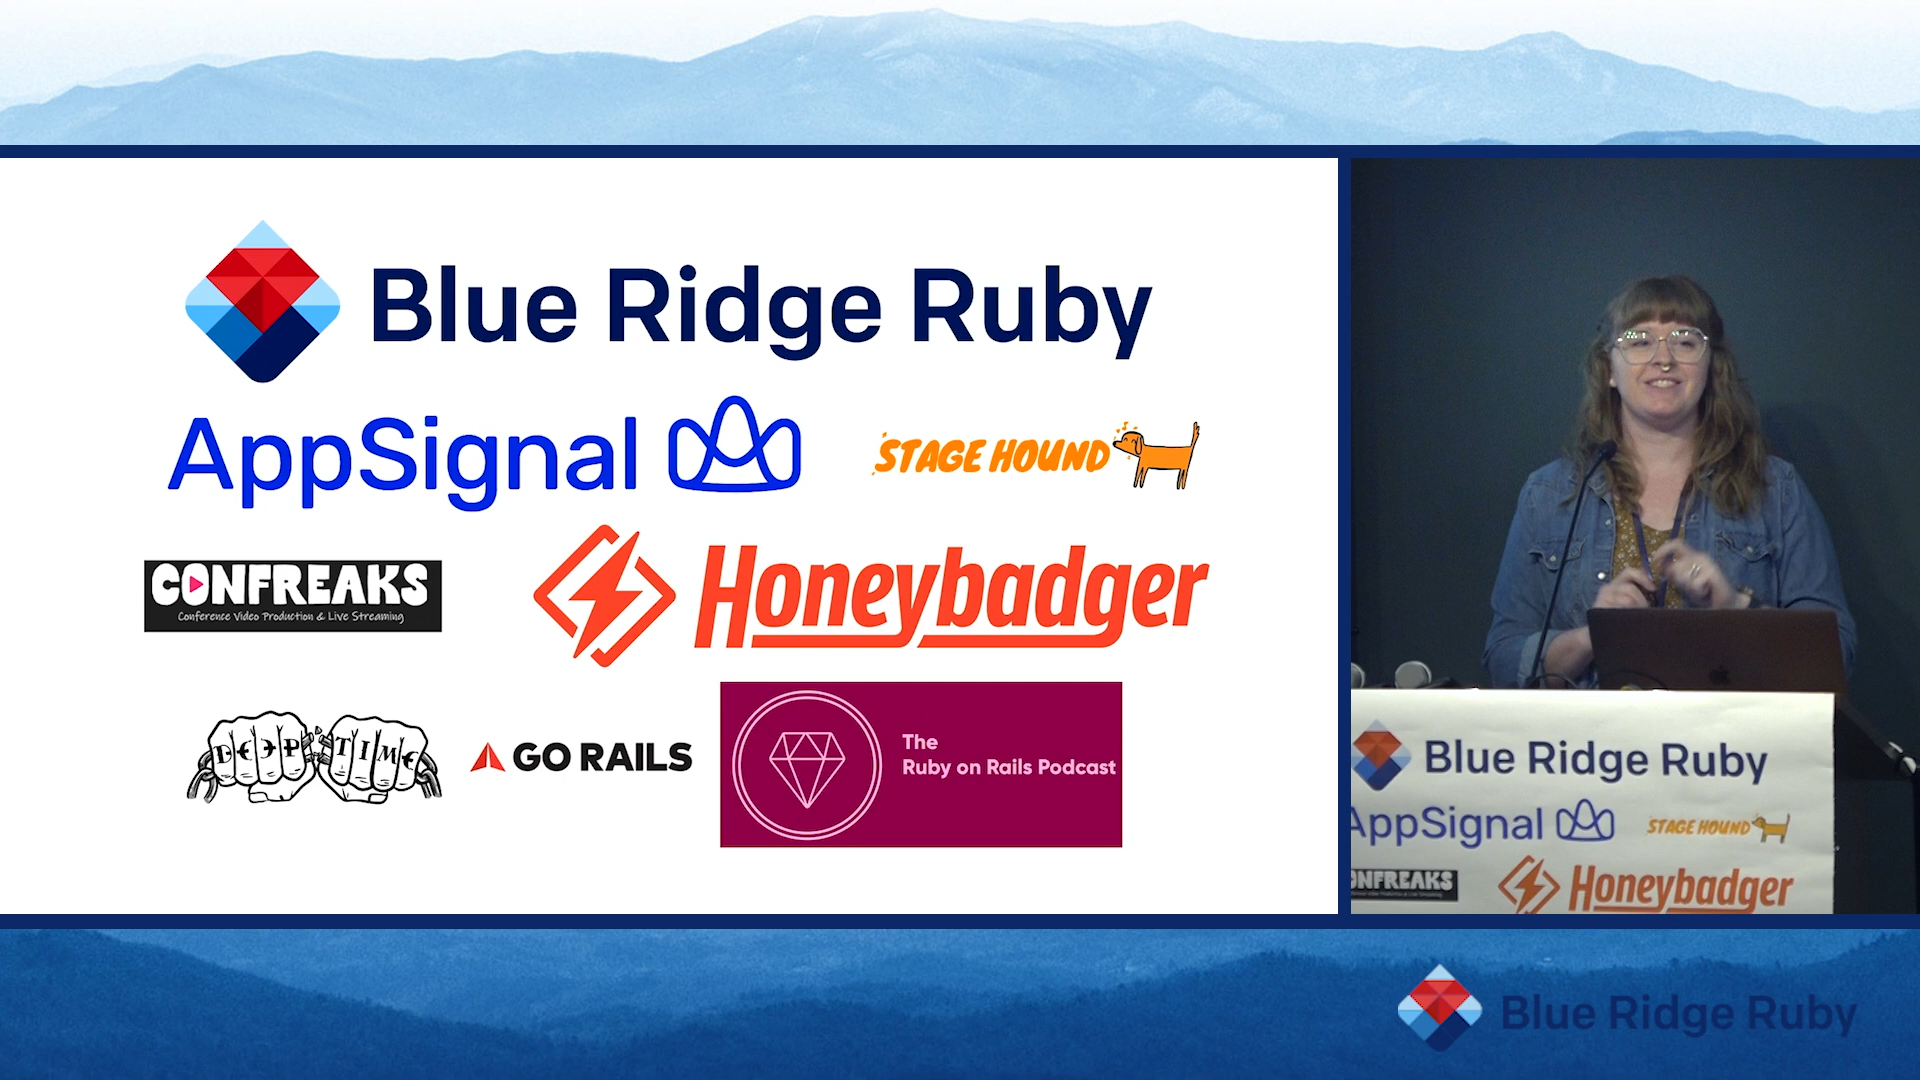 Blue Ridge Ruby
AppSignal
STAGE HOUND
CONFREAKS
Conference Video Production & Live Streaming
Honeybadger
DEEP TIME
GO RAILS
The
Ruby on Rails Podcast
Blue Ridge Ruby
AppSignal
STAGE HOUND
ONFREAKS
Honeybadger
Blue Ridge Ruby